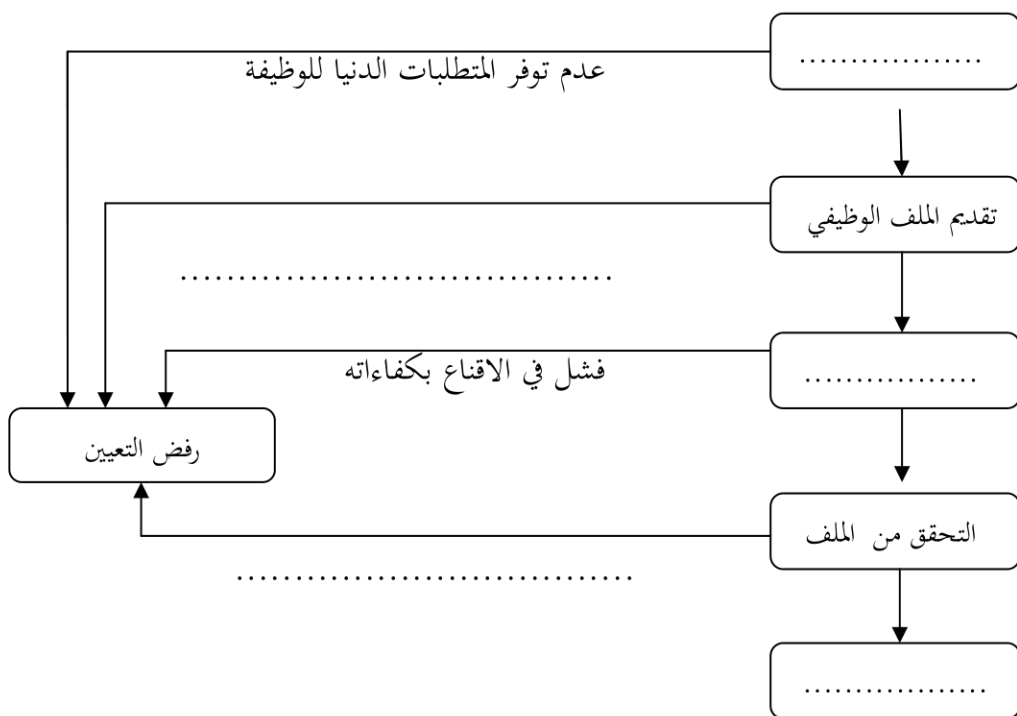 ..................
عدم توفر المتطلبات الدنيا للوظيفة
تقديم الملف الوظيفي
.....................................
.................
فشل في الاقناع بكفاءاته
رفض التعيين
التحقق من الملف
..................................
..................